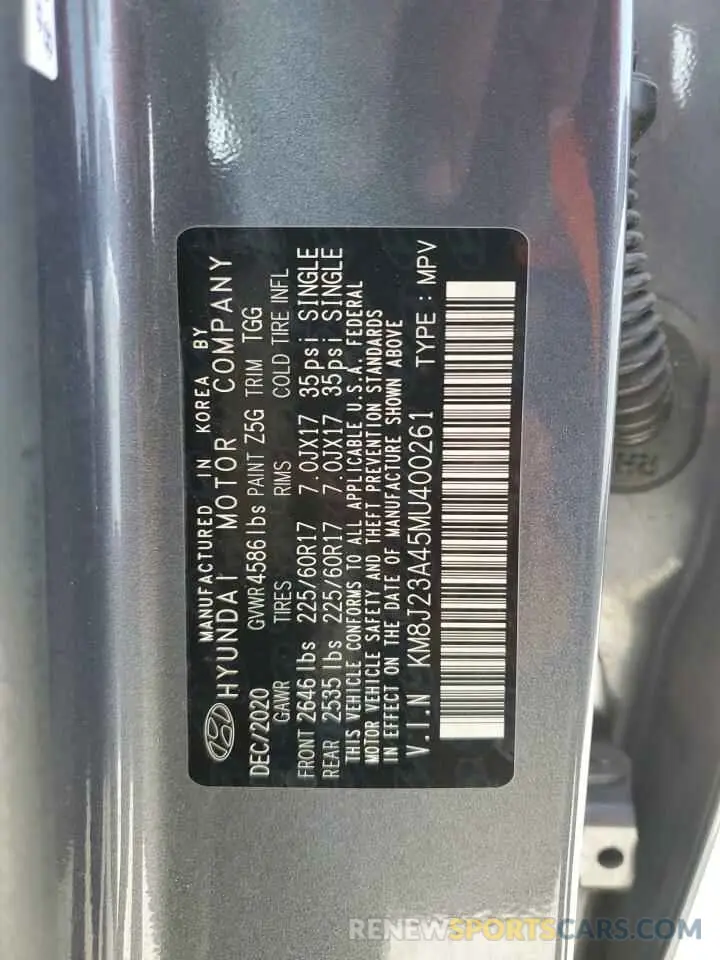 MANUFACTURED IN KOREA BY
HYUNDAI MOTOR COMPANY
DEC/2020 GVWR 4586 lbs PAINT Z5G TRIM TGG
GAWR TIRES RIMS COLD TIRE INFL
FRONT 2646 lbs 225/60R17 7.0JX17 35psi SINGLE
REAR 2535 lbs 225/60R17 7.0JX17 35psi SINGLE
THIS VEHICLE CONFORMS TO ALL APPLICABLE U.S.A. FEDERAL
MOTOR VEHICLE SAFETY AND THEFT PREVENTION STANDARDS
IN EFFECT ON THE DATE OF MANUFACTURE SHOWN ABOVE
V.I.N KM8J23A45MU400261 TYPE : MPV
RENEWSPORTSCARS.COM